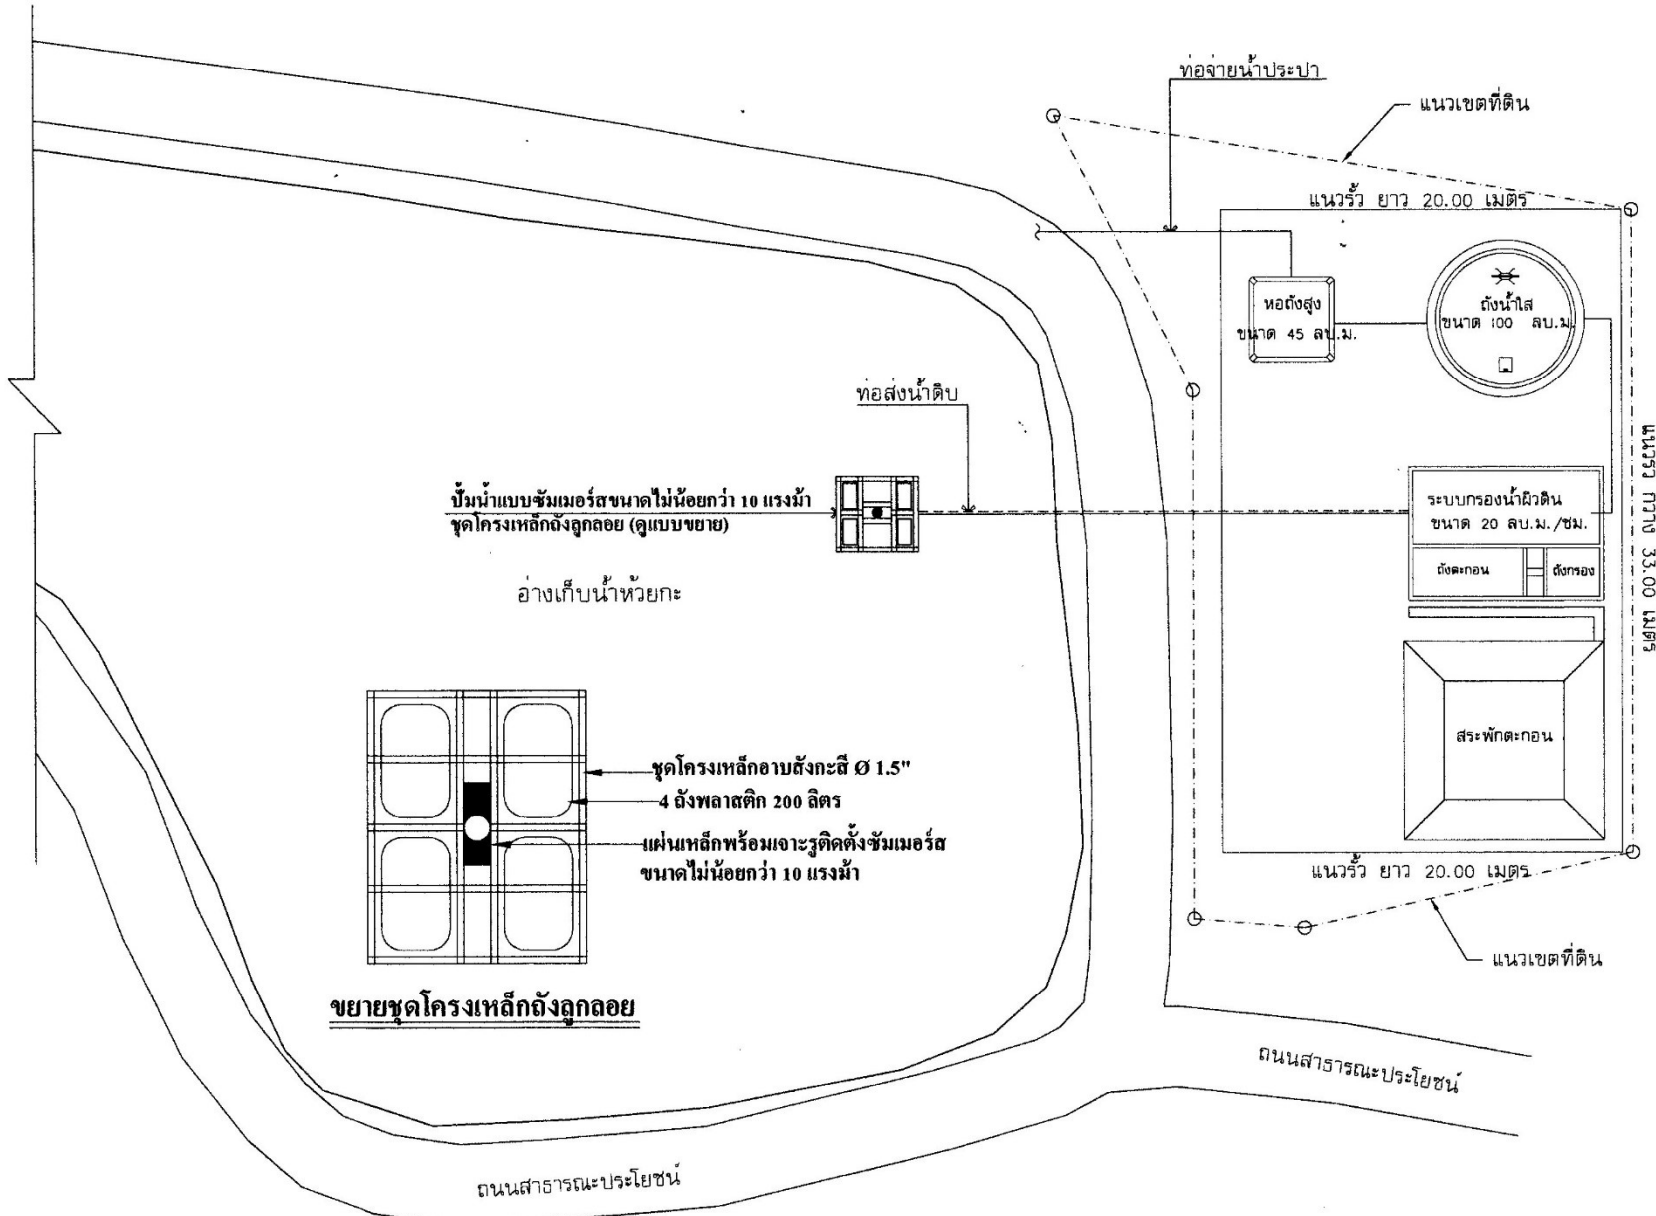 ท่อจ่ายน้ำประปา
แนวเขตที่ดิน
แนวรั้ว ยาว 20.00 เมตร
หอถังสูง
ขนาด 45 ลบ.ม.
ถังน้ำใส
ขนาด 100 ลบ.ม.
ท่อส่งน้ำดิบ
ปั๊มน้ำแบบซัมเมอร์สขนาดไม่น้อยกว่า 10 แรงม้า
ชุดโครงเหล็กถังลูกลอย (ดูแบบขยาย)
ระบบกรองน้ำผิวดิน
ขนาด 20 ลบ.ม./ชม.
ถังตะกอน
ถังกรอง
แนวรั้ว กว้าง 33.00 เมตร
อ่างเก็บน้ำห้วยกะ
สระพักตะกอน
ชุดโครงเหล็กอาบสังกะสี Ø 1.5"
4 ถังพลาสติก 200 ลิตร
แผ่นเหล็กพร้อมเจาะรูติดตั้งซัมเมอร์ส
ขนาดไม่น้อยกว่า 10 แรงม้า
แนวรั้ว ยาว 20.00 เมตร
แนวเขตที่ดิน
ขยายชุดโครงเหล็กถังลูกลอย
ถนนสาธารณะประโยชน์
ถนนสาธารณะประโยชน์